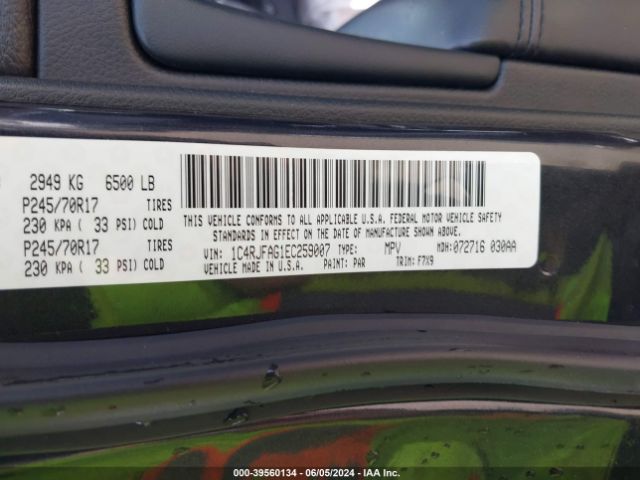 2949 KG 6500 LB
P245/70R17 TIRES
230 KPA ( 33 PSI) COLD
P245/70R17 TIRES
230 KPA ( 33 PSI) COLD
THIS VEHICLE CONFORMS TO ALL APPLICABLE U.S.A. FEDERAL MOTOR VEHICLE SAFETY
STANDARDS IN EFFECT ON THE DATE OF MANUFACTURE SHOWN ABOVE.
VIN: 1C4RJFAG1EC259007 TYPE: MPV MDH: 072716 030AA
VEHICLE MADE IN U.S.A. PAINT: PAR TRIM: F7X9
000-39560134 - 06/05/2024 - IAA Inc.